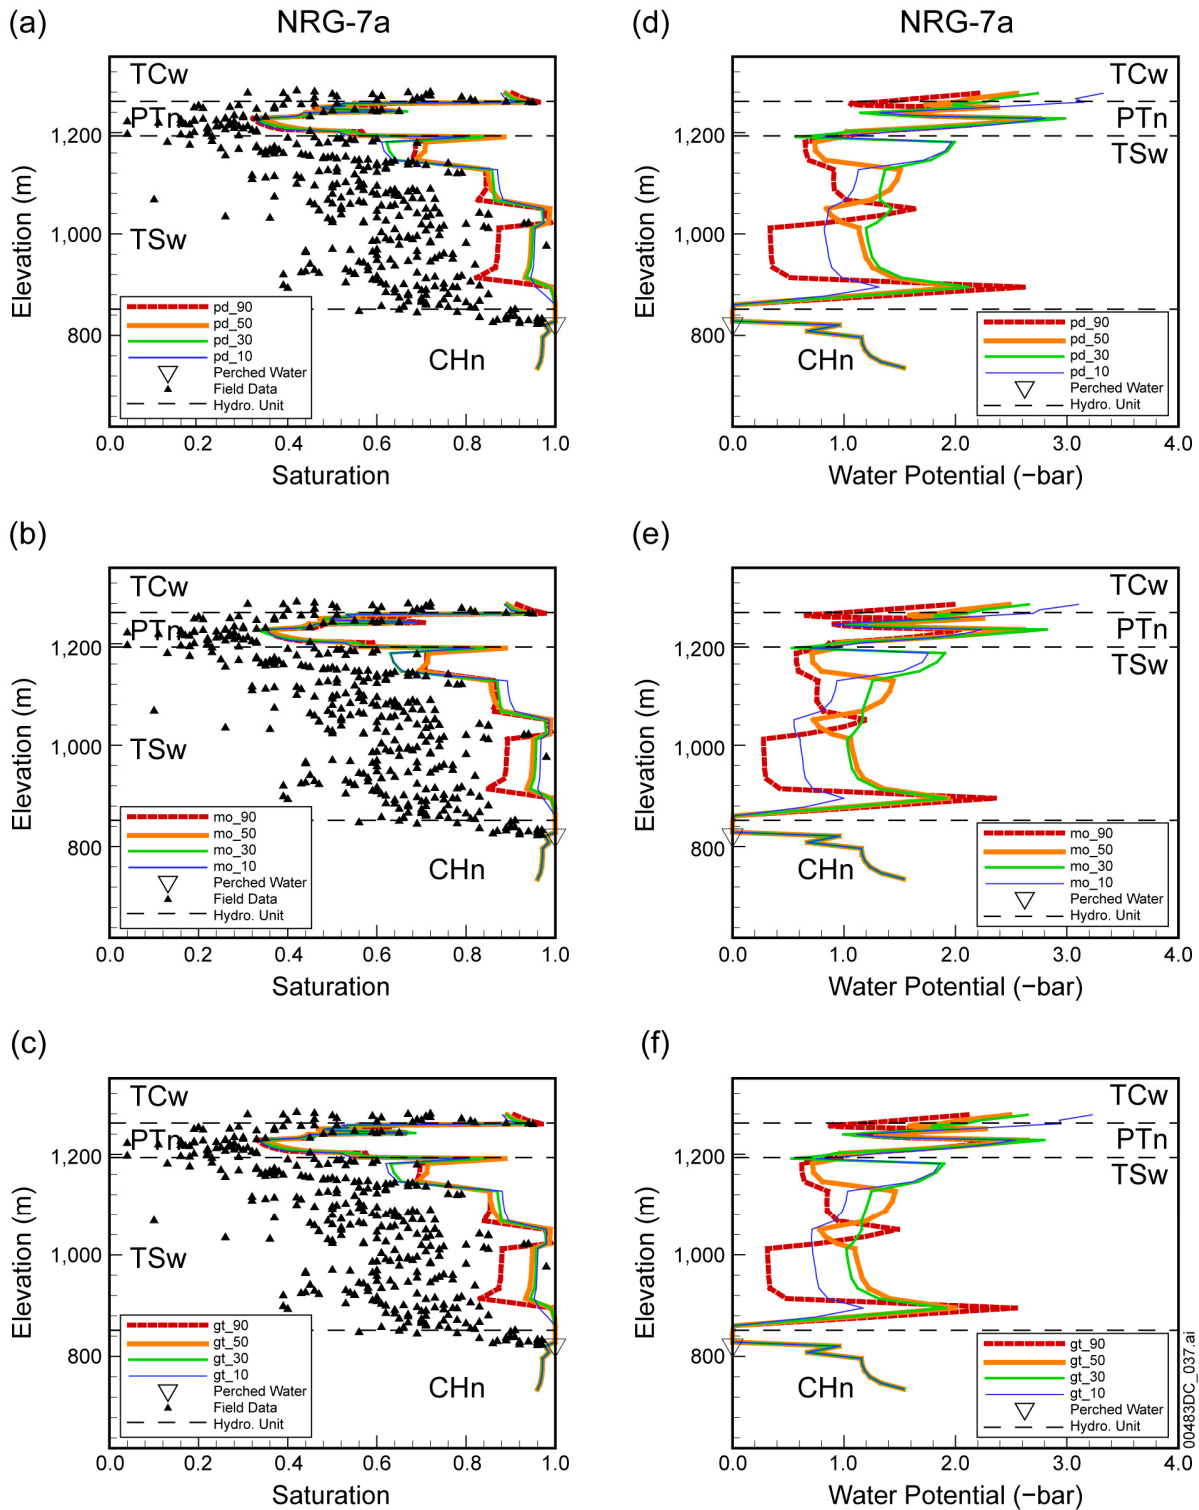 (a)
NRG-7a
TCw
PTn
TSw
CHn
1,200
1,000
800
Elevation (m)
pd_90
pd_50
pd_30
pd_10
Perched Water
Field Data
Hydro. Unit
0.0 0.2 0.4 0.6 0.8 1.0
Saturation
(d)
NRG-7a
TCw
PTn
TSw
CHn
1,200
1,000
800
Elevation (m)
pd_90
pd_50
pd_30
pd_10
Perched Water
Hydro. Unit
0.0 1.0 2.0 3.0 4.0
Water Potential (−bar)
(b)
TCw
PTn
TSw
CHn
1,200
1,000
800
Elevation (m)
mo_90
mo_50
mo_30
mo_10
Perched Water
Field Data
Hydro. Unit
0.0 0.2 0.4 0.6 0.8 1.0
Saturation
(e)
TCw
PTn
TSw
CHn
1,200
1,000
800
Elevation (m)
mo_90
mo_50
mo_30
mo_10
Perched Water
Hydro. Unit
0.0 1.0 2.0 3.0 4.0
Water Potential (−bar)
(c)
TCw
PTn
TSw
CHn
1,200
1,000
800
Elevation (m)
gt_90
gt_50
gt_30
gt_10
Perched Water
Field Data
Hydro. Unit
0.0 0.2 0.4 0.6 0.8 1.0
Saturation
(f)
TCw
PTn
TSw
CHn
1,200
1,000
800
Elevation (m)
gt_90
gt_50
gt_30
gt_10
Perched Water
Hydro. Unit
0.0 1.0 2.0 3.0 4.0
Water Potential (−bar)
00483DC_037.ai